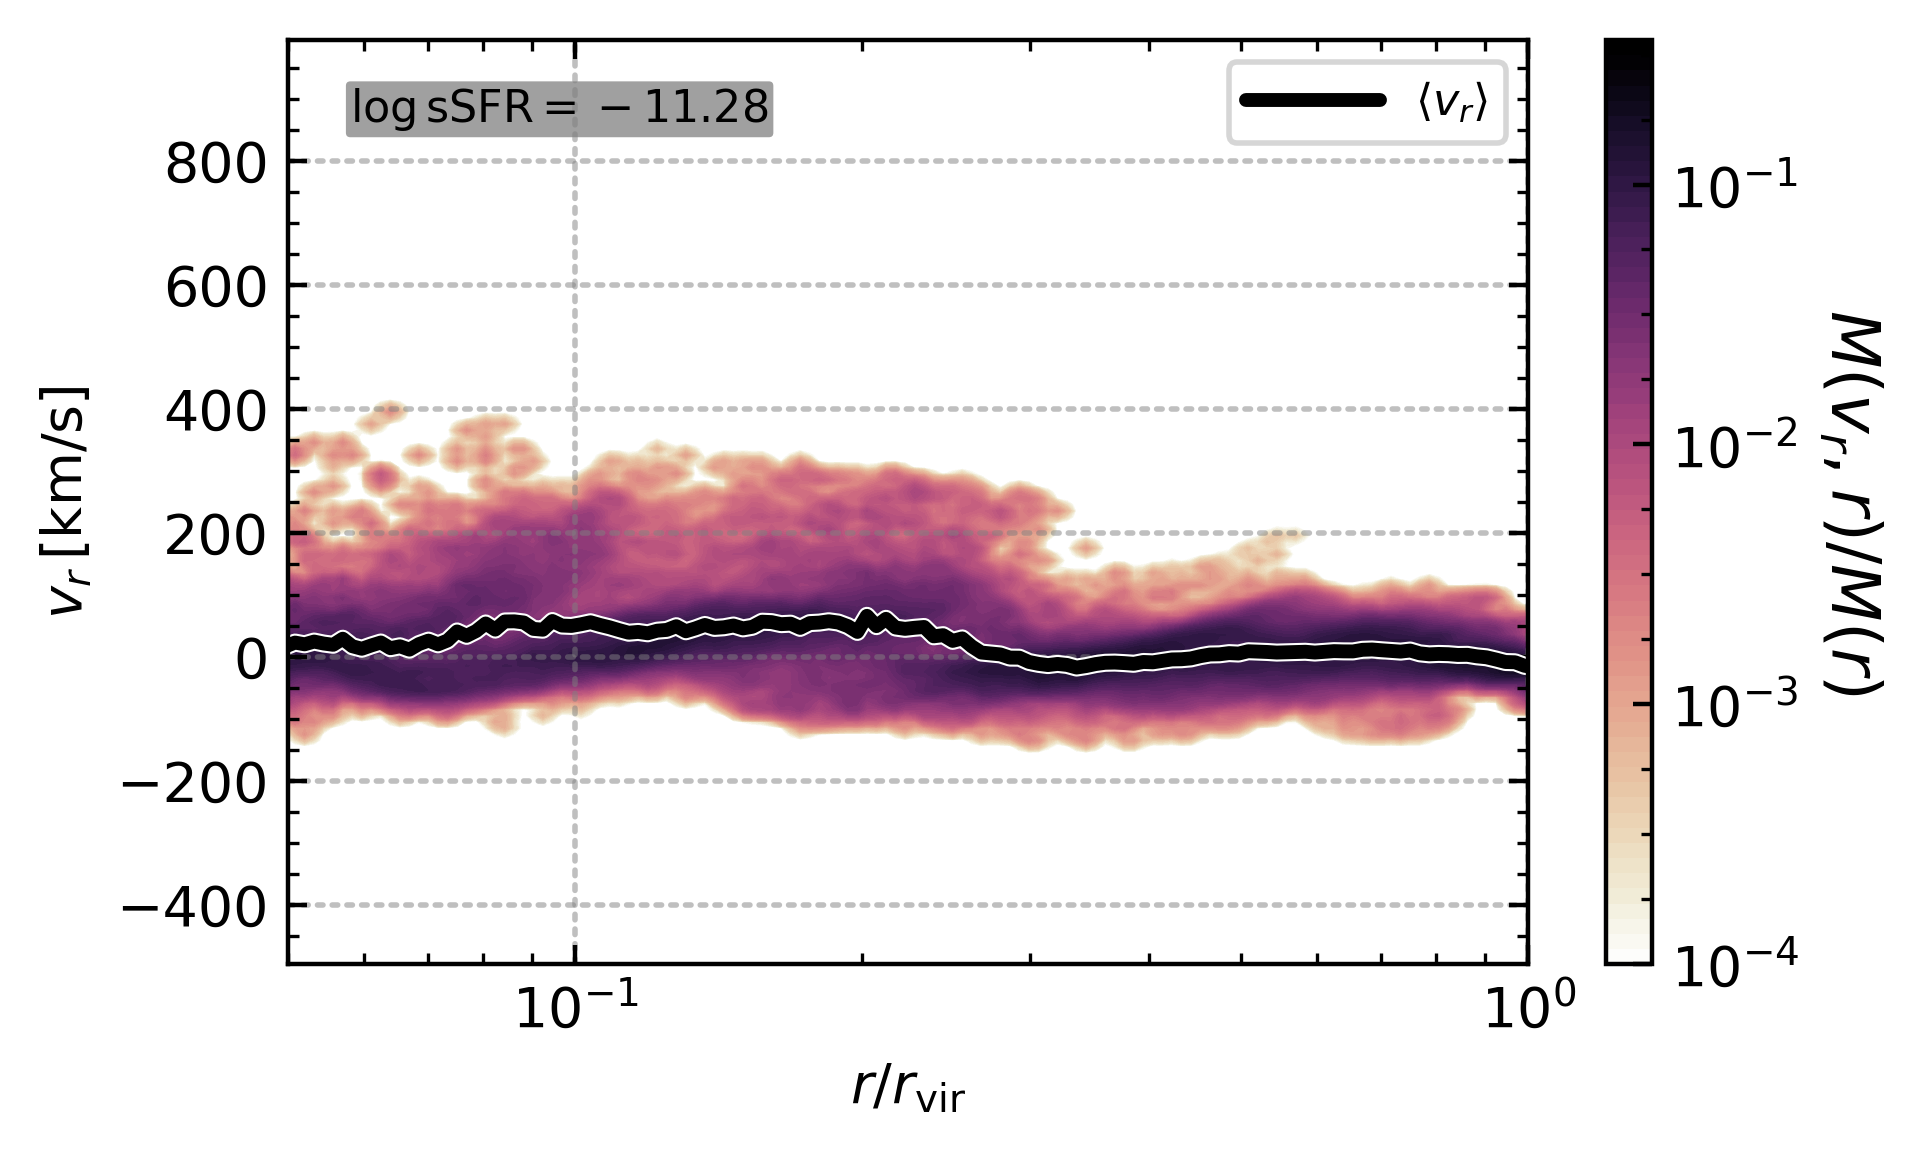 log sSFR = −11.28
⟨v_r⟩
800
600
400
200
0
−200
−400
v_r [km/s]
10^−1
10^0
r/r_vir
10^−1
10^−2
10^−3
10^−4
M(v_r, r)/M(r)